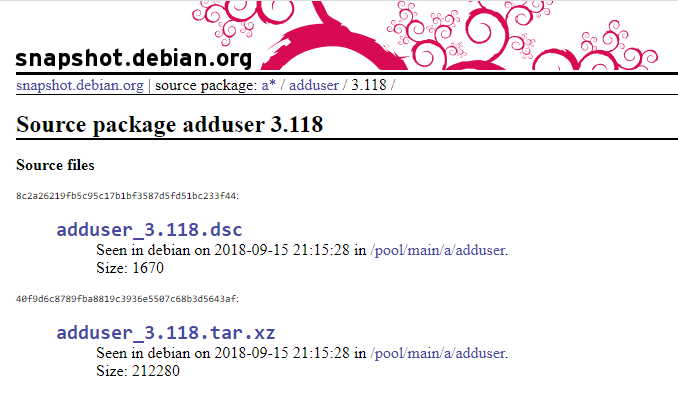 snapshot.debian.org
snapshot.debian.org | source package: a* / adduser / 3.118 /
Source package adduser 3.118
Source files
8c2a26219fb5c95c17b1bf3587d5fd51bc233f44:
adduser_3.118.dsc
Seen in debian on 2018-09-15 21:15:28 in /pool/main/a/adduser.
Size: 1670
40f9d6c8789fba8819c3936e5507c68b3d5643af:
adduser_3.118.tar.xz
Seen in debian on 2018-09-15 21:15:28 in /pool/main/a/adduser.
Size: 212280